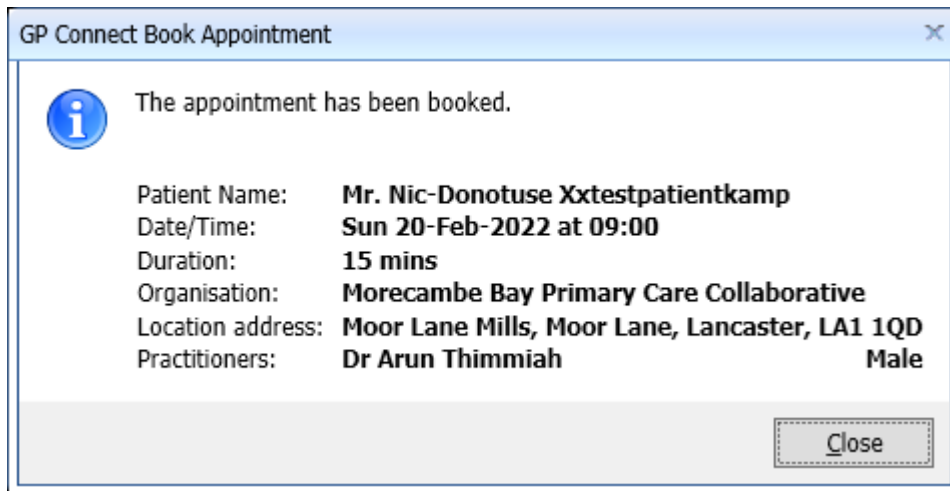 GP Connect Book Appointment
The appointment has been booked.
Patient Name: Mr. Nic-Donotuse Xxtestpatientkamp
Date/Time: Sun 20-Feb-2022 at 09:00
Duration: 15 mins
Organisation: Morecambe Bay Primary Care Collaborative
Location address: Moor Lane Mills, Moor Lane, Lancaster, LA1 1QD
Practitioners: Dr Arun Thimmiah Male
Close